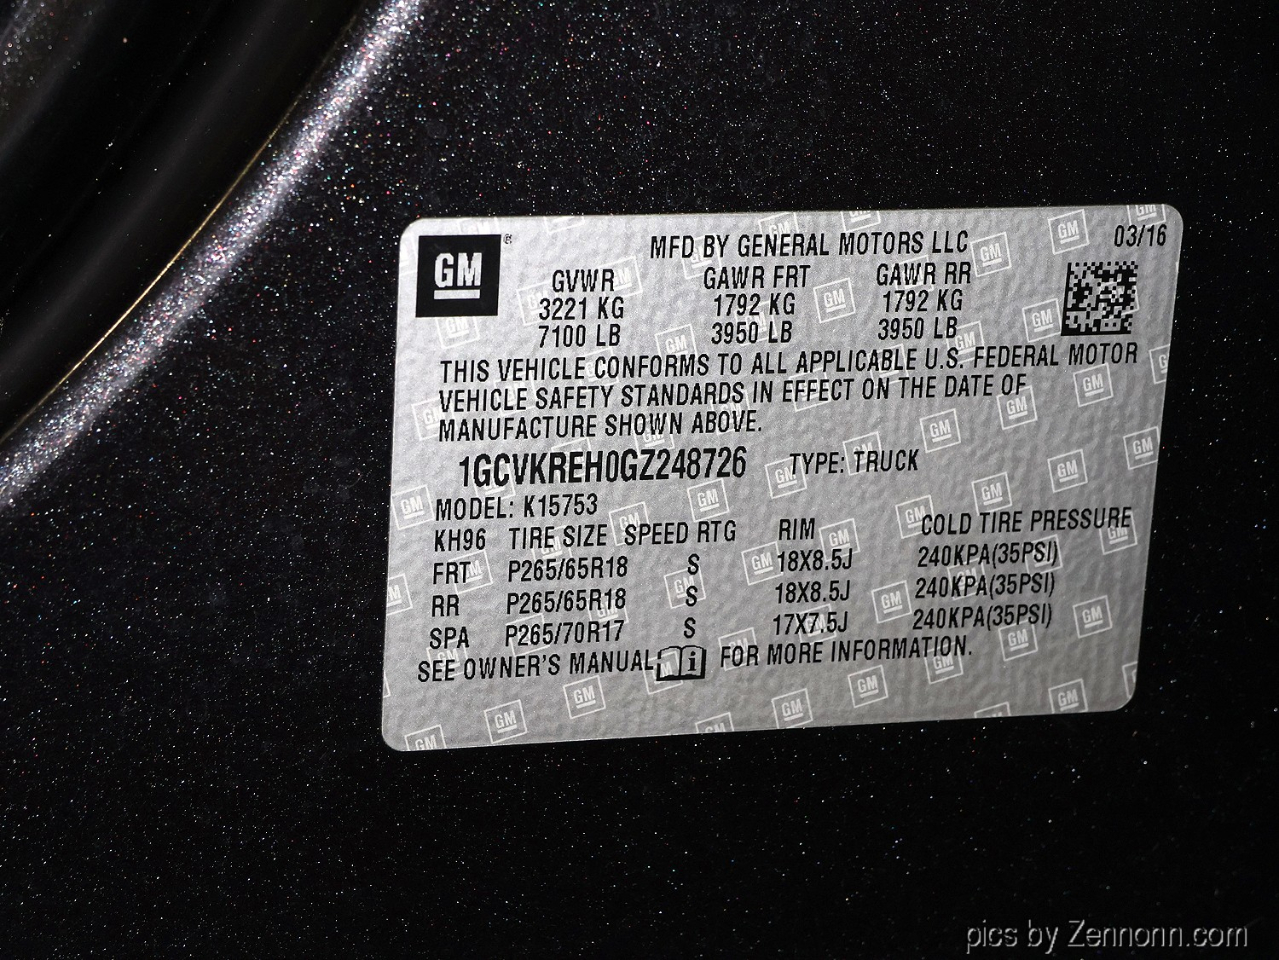 GM
MFD BY GENERAL MOTORS LLC 03/16
GVWR GAWR FRT GAWR RR
3221 KG 1792 KG 1792 KG
7100 LB 3950 LB 3950 LB
THIS VEHICLE CONFORMS TO ALL APPLICABLE U.S. FEDERAL MOTOR
VEHICLE SAFETY STANDARDS IN EFFECT ON THE DATE OF
MANUFACTURE SHOWN ABOVE.
1GCVKREH0GZ248726 TYPE: TRUCK
MODEL: K15753
KH96 TIRE SIZE SPEED RTG RIM COLD TIRE PRESSURE
FRT P265/65R18 S 18X8.5J 240KPA(35PSI)
RR P265/65R18 S 18X8.5J 240KPA(35PSI)
SPA P265/70R17 S 17X7.5J 240KPA(35PSI)
SEE OWNER'S MANUAL FOR MORE INFORMATION.
pics by Zennonn.com